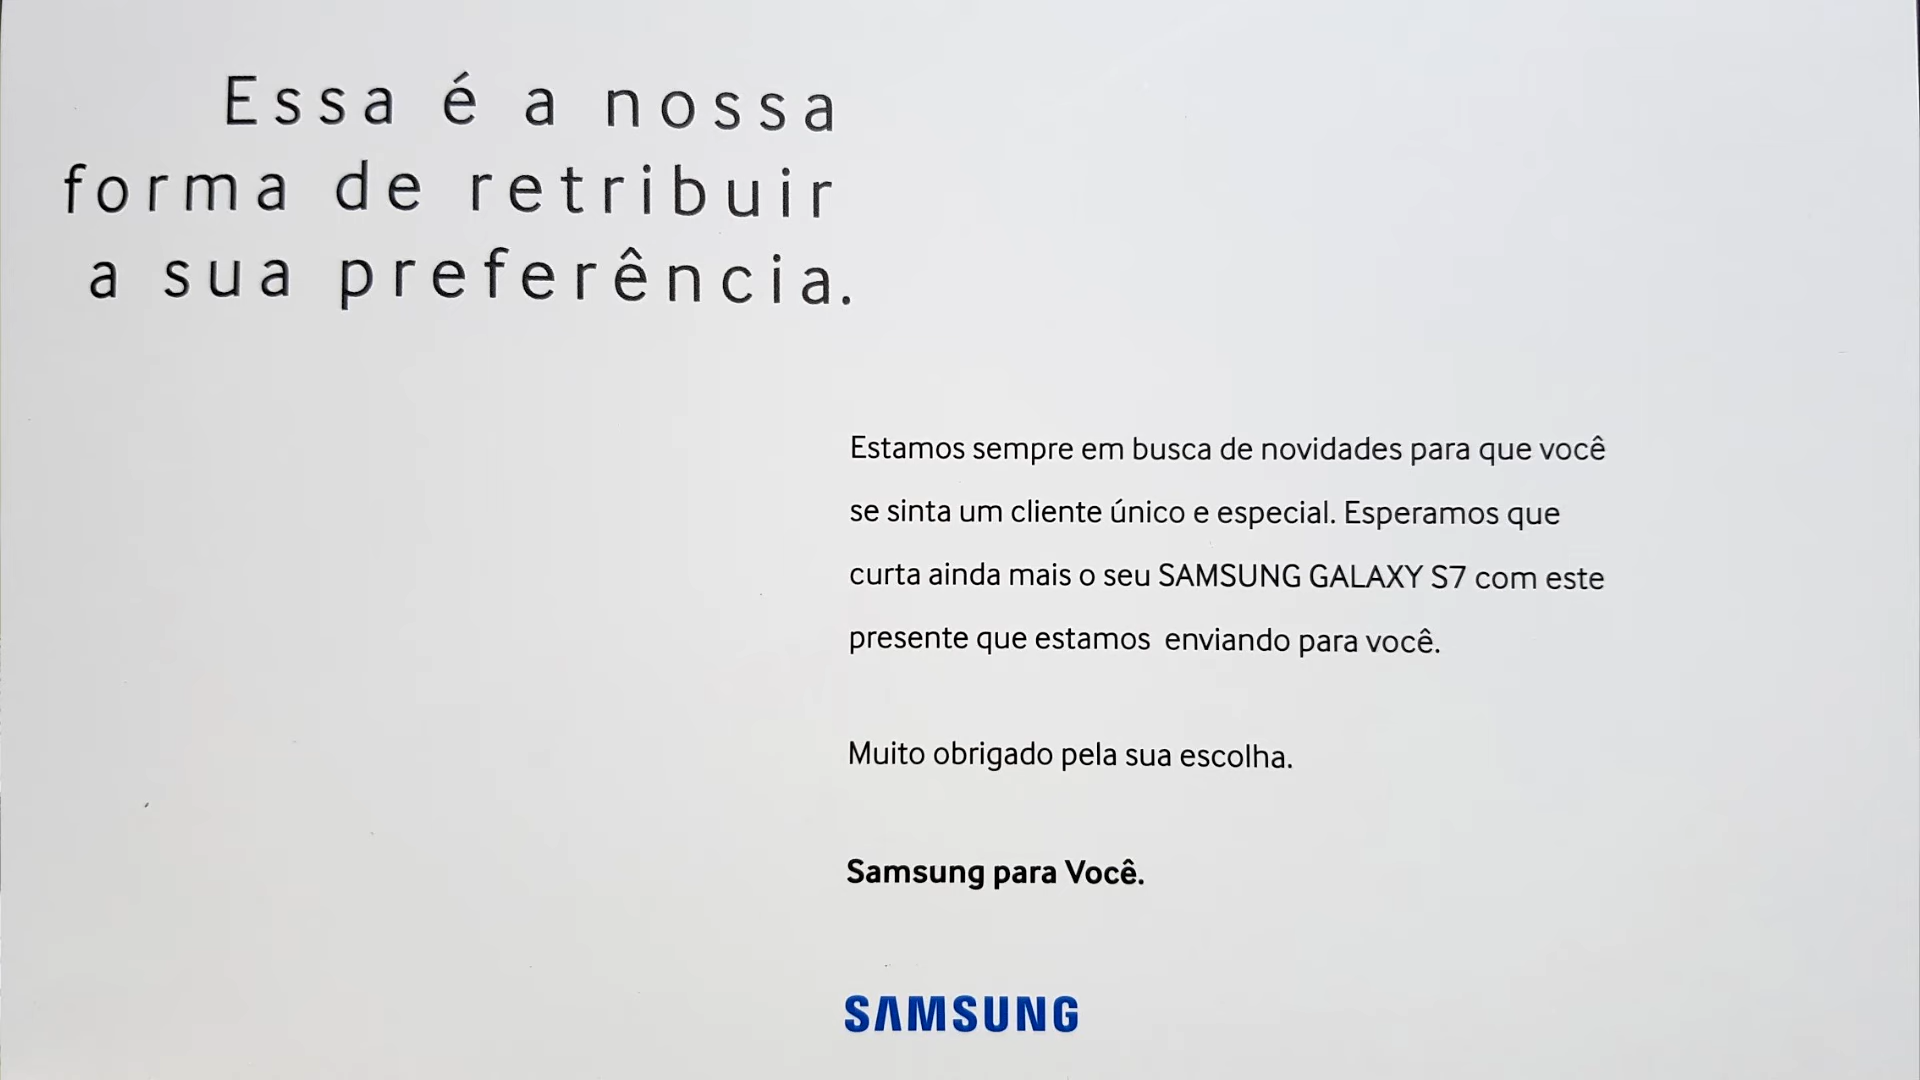 Essa é a nossa
forma de retribuir
a sua preferência.
Estamos sempre em busca de novidades para que você
se sinta um cliente único e especial. Esperamos que
curta ainda mais o seu SAMSUNG GALAXY S7 com este
presente que estamos enviando para você.
Muito obrigado pela sua escolha.
Samsung para Você.
SAMSUNG